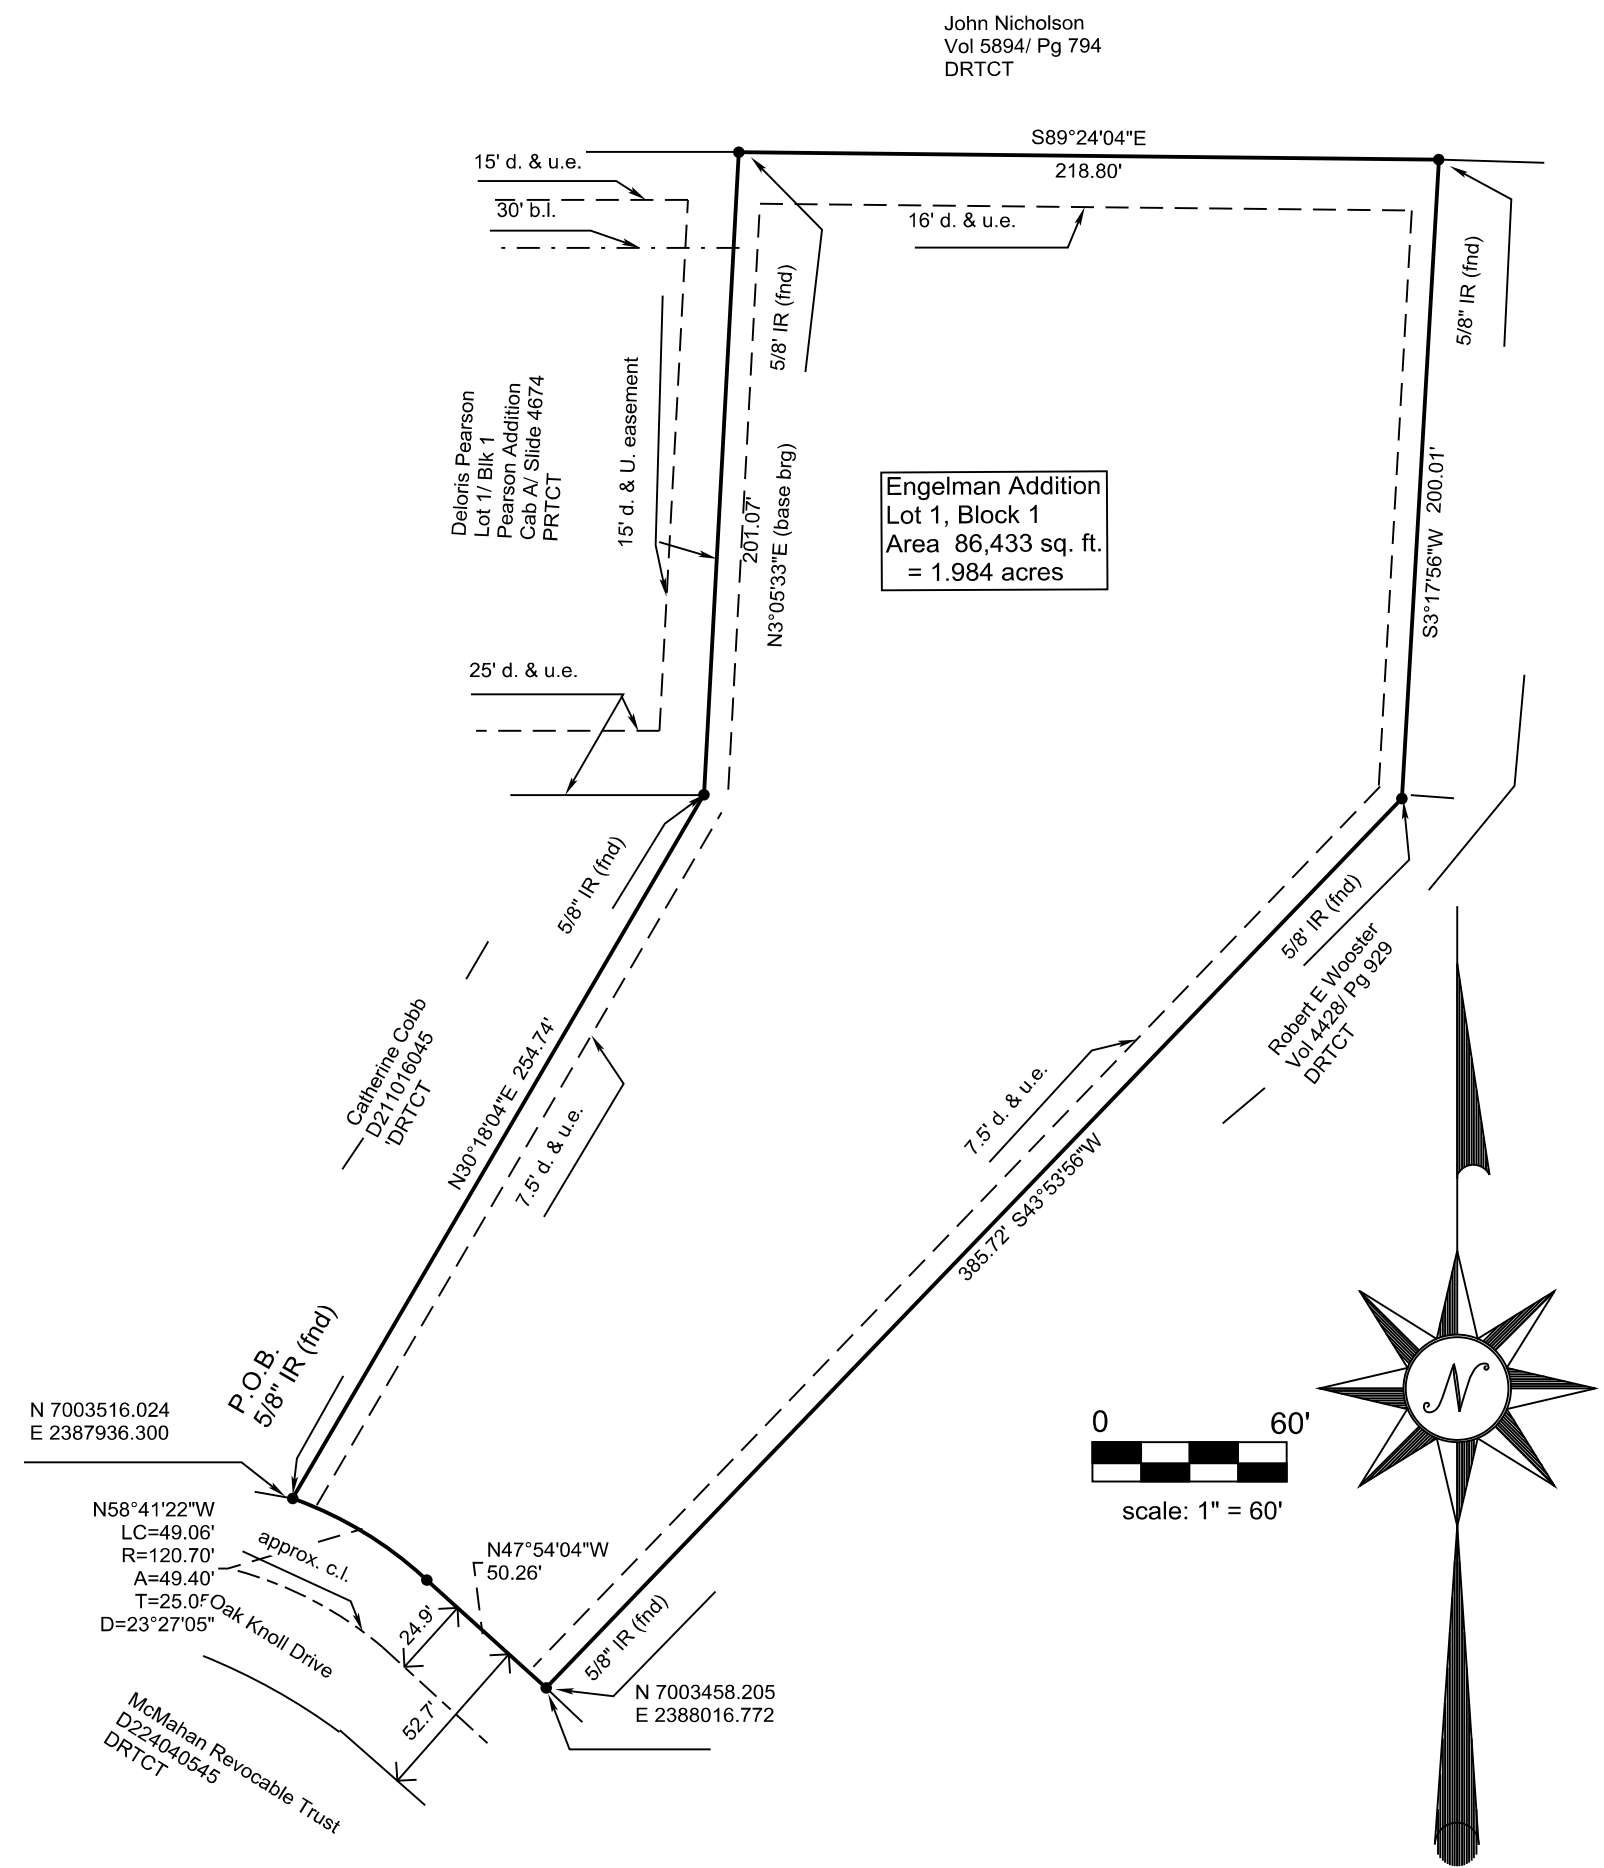 John Nicholson
Vol 5894/ Pg 794
DRTCT
S89°24'04"E
218.80'
15' d. & u.e.
30' b.l.
16' d. & u.e.
5/8' IR (fnd)
5/8" IR (fnd)
Deloris Pearson
Lot 1/ Blk 1
Pearson Addition
Cab A/ Slide 4674
PRTCT
15' d. & U. easement
201.07'
N3°05'33"E (base brg)
Engelman Addition
Lot 1, Block 1
Area 86,433 sq. ft.
= 1.984 acres
S3°17'56"W 200.01'
25' d. & u.e.
5/8" IR (fnd)
5/8' IR (fnd)
Robert E Wooster
Vol 4428/ Pg 929
DRTCT
Catherine Cobb
D211016045
'DRTCT
N30°18'04"E 254.74'
7.5' d. & u.e.
7.5' d. & u.e.
385.72' S43°53'56"W
P.O.B.
5/8" IR (fnd)
N 7003516.024
E 2387936.300
0 60'
scale: 1" = 60'
N
N58°41'22"W
LC=49.06'
R=120.70'
A=49.40'
D=23°27'05"
approx. c.l.
Oak Knoll Drive
N47°54'04"W
50.26'
24.9'
52.7'
5/8" IR (fnd)
N 7003458.205
E 2388016.772
McMahan Revocable Trust
D224040545
DRTCT